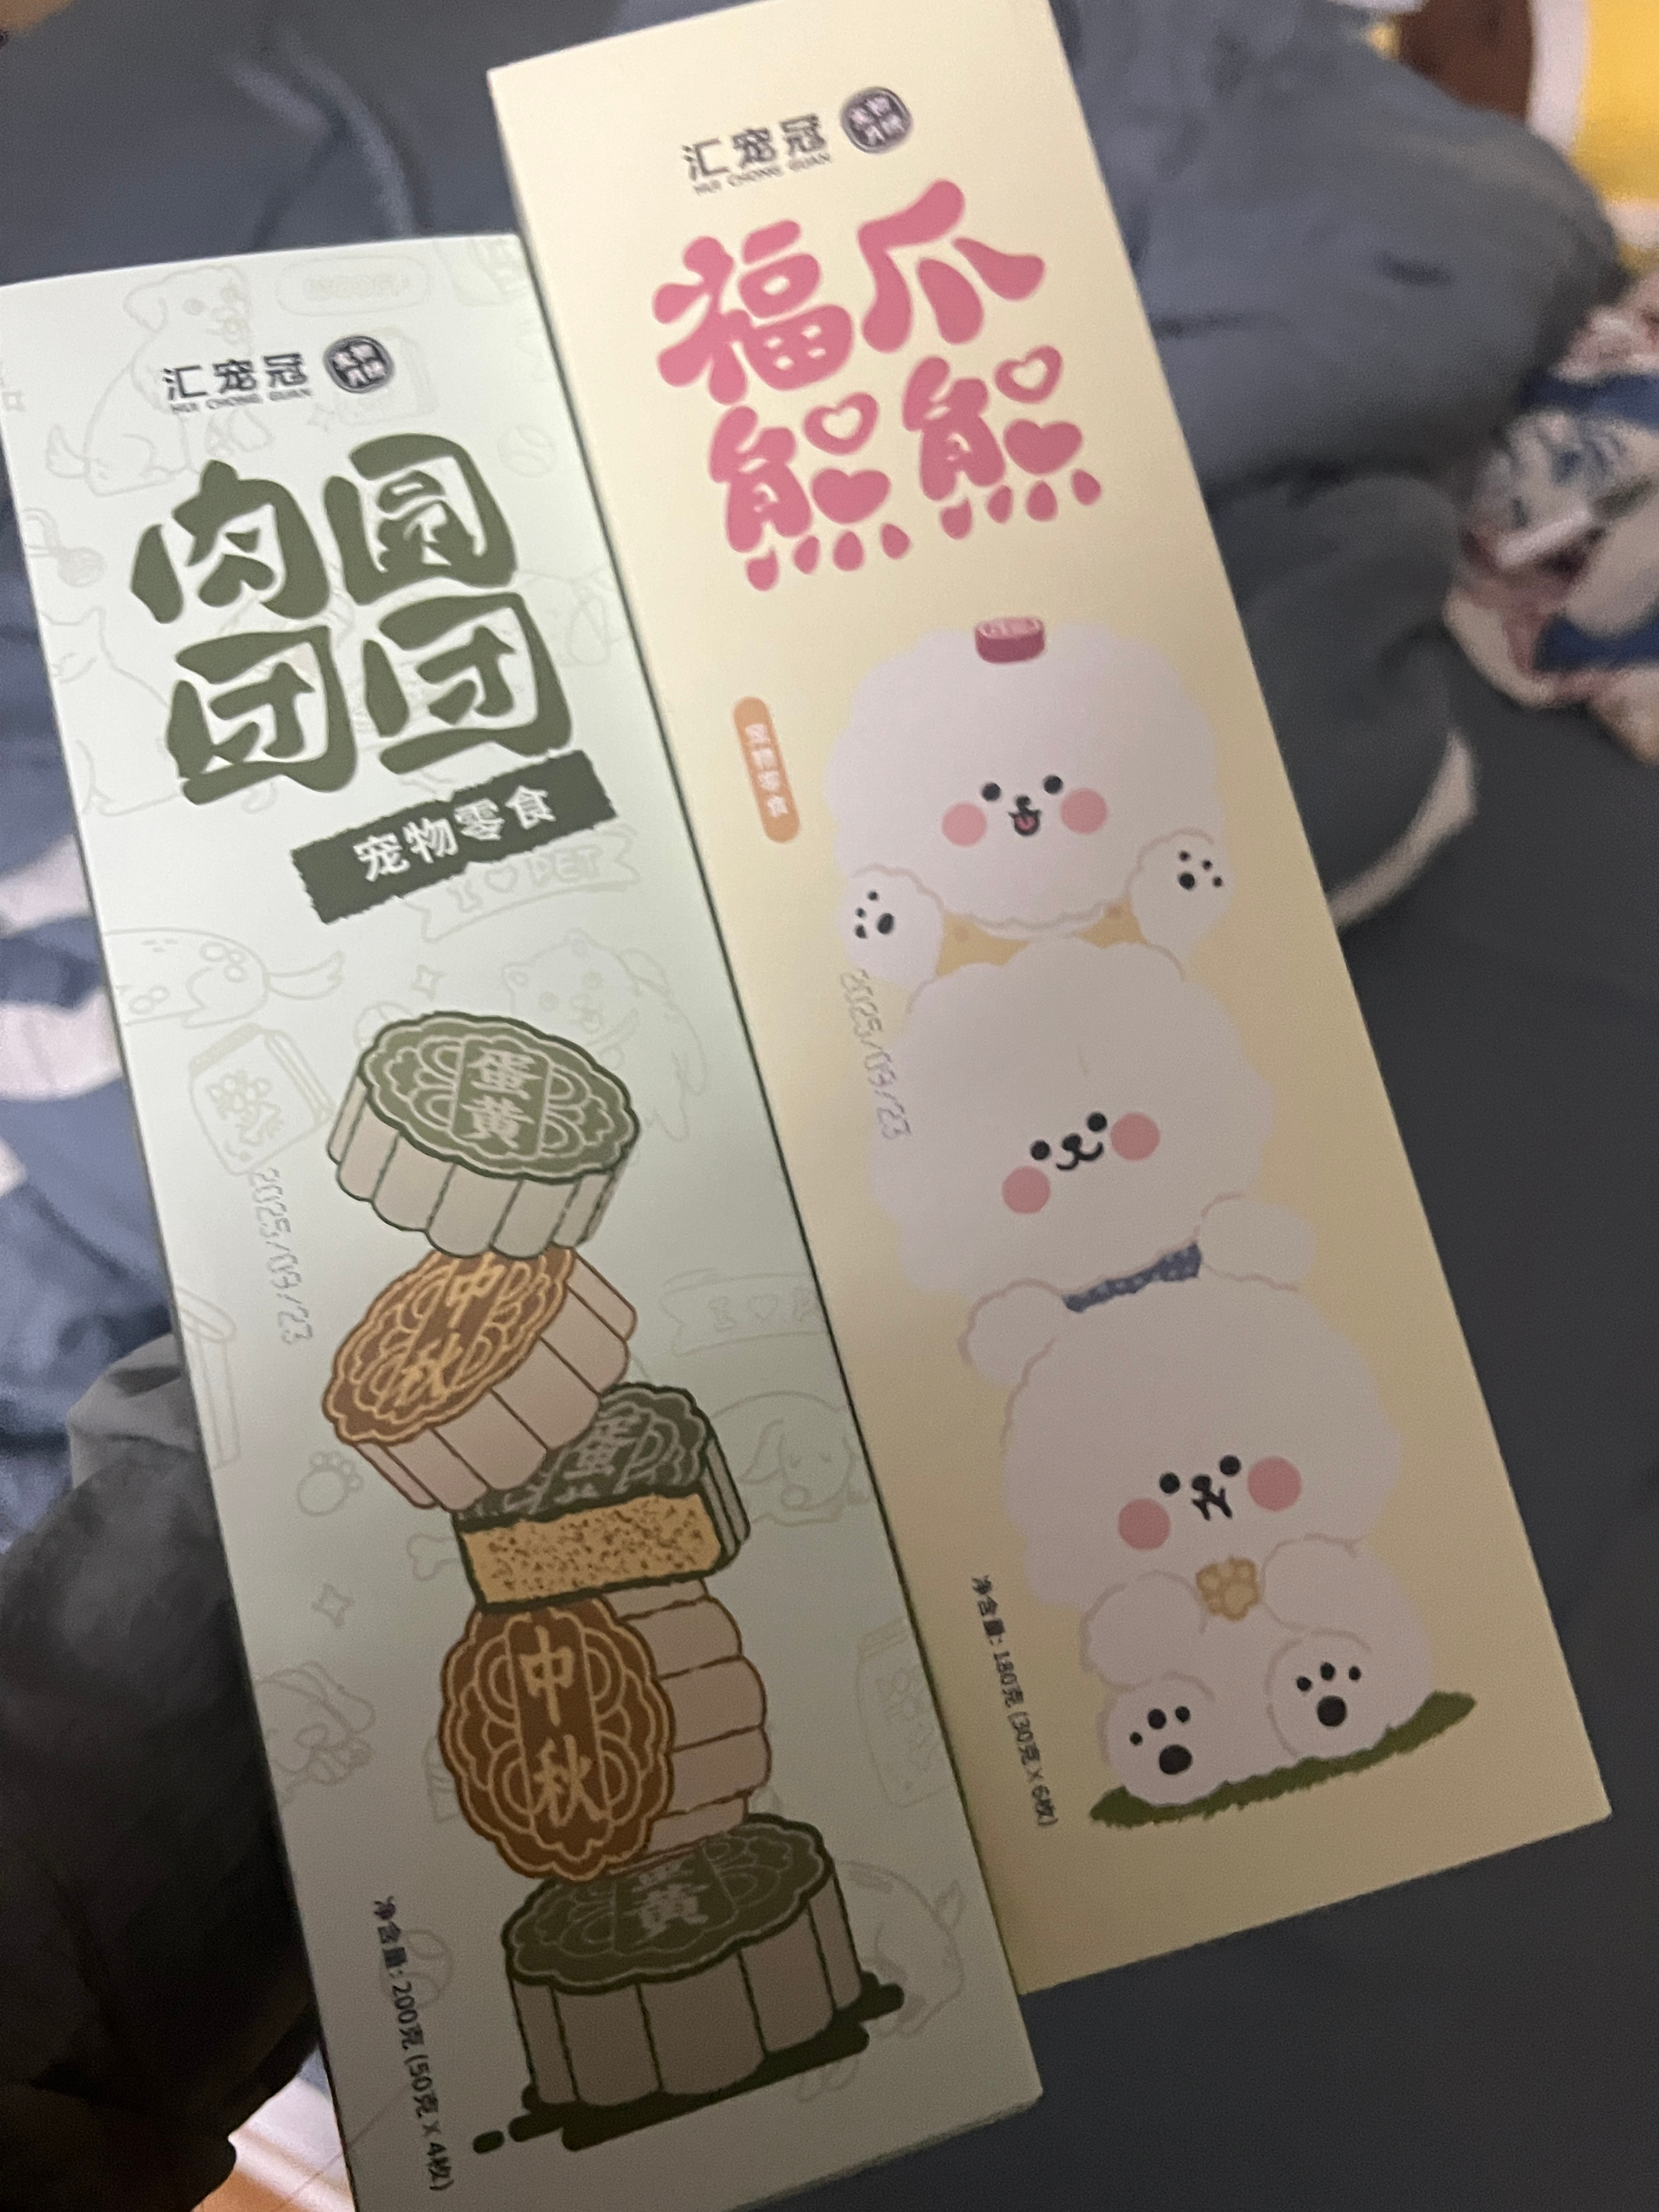 汇宠冠
HUI CHONG GUAN
肉圆
团团
宠物零食
I PET
蛋黄
中秋
蛋黄
中秋
蛋黄
2025/09/23
净含量: 200克 (50克 X 4枚)
汇宠冠
HUI CHONG GUAN
福爪
熊熊
宠物零食
2025/09/23
净含量: 180克 (30克 X 6枚)